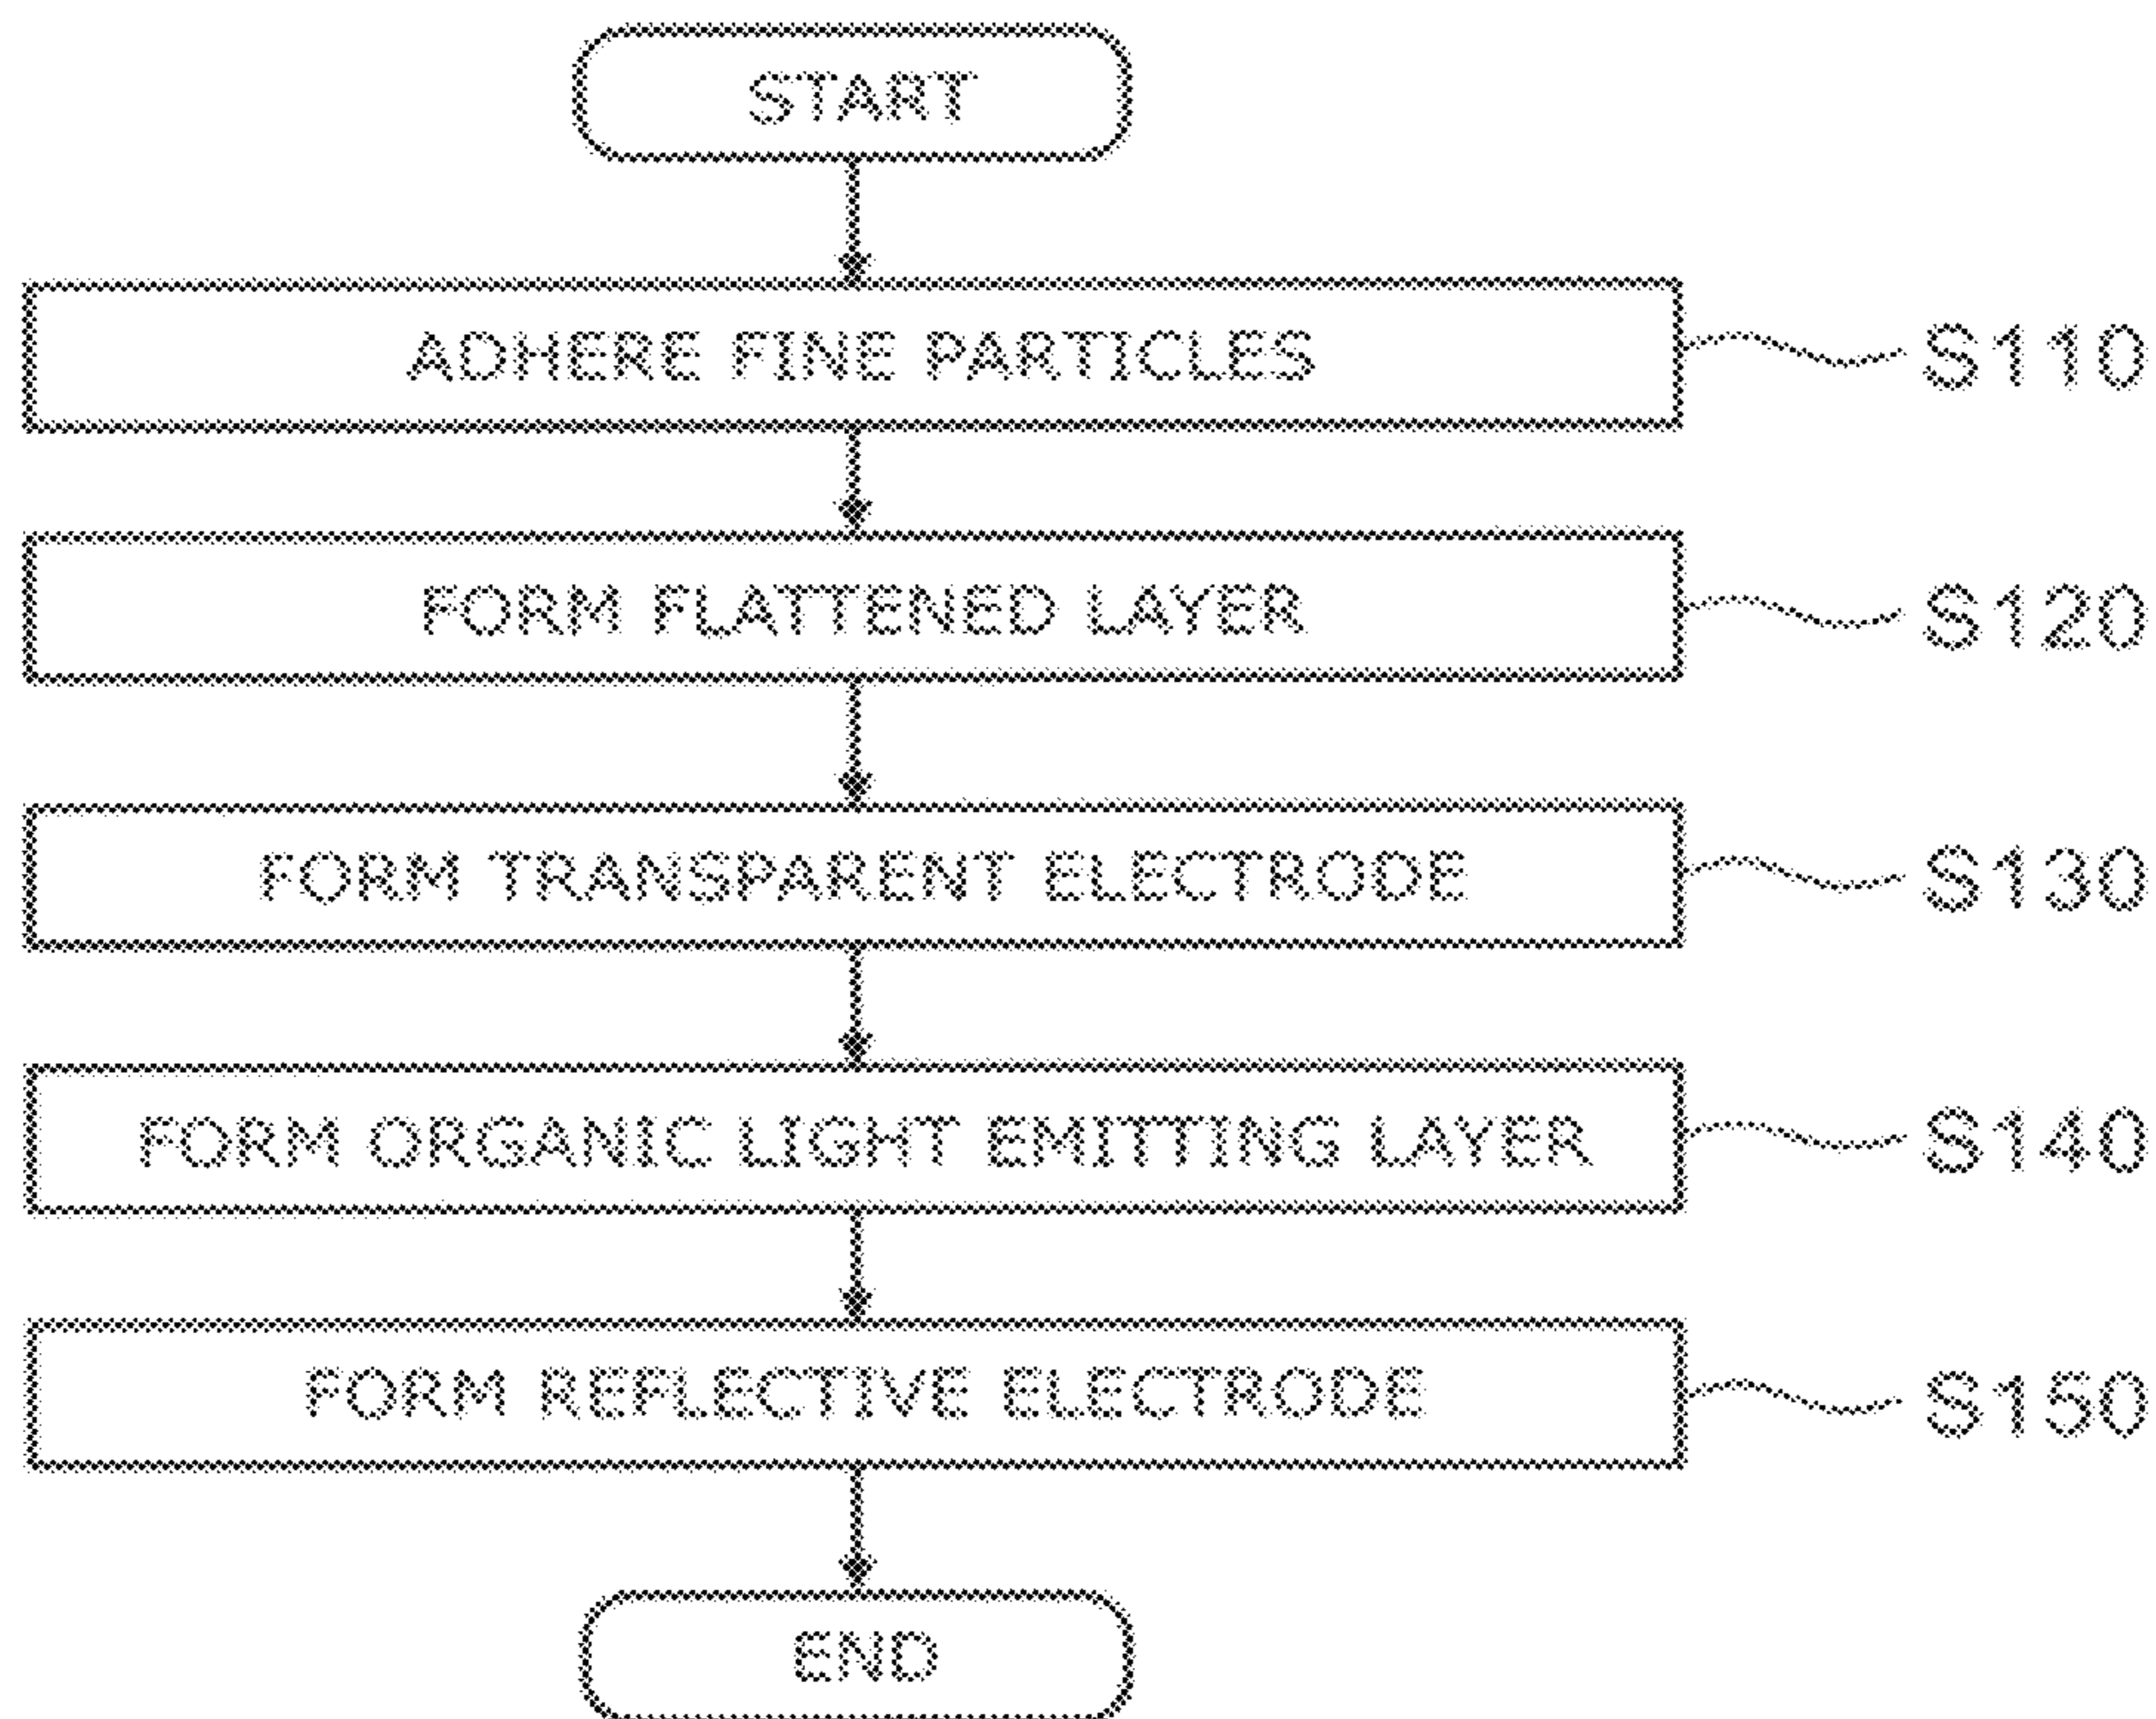 START
ADHERE FINE PARTICLES S110
FORM FLATTENED LAYER S120
FORM TRANSPARENT ELECTRODE S130
FORM ORGANIC LIGHT EMITTING LAYER S140
FORM REFLECTIVE ELECTRODE S150
END